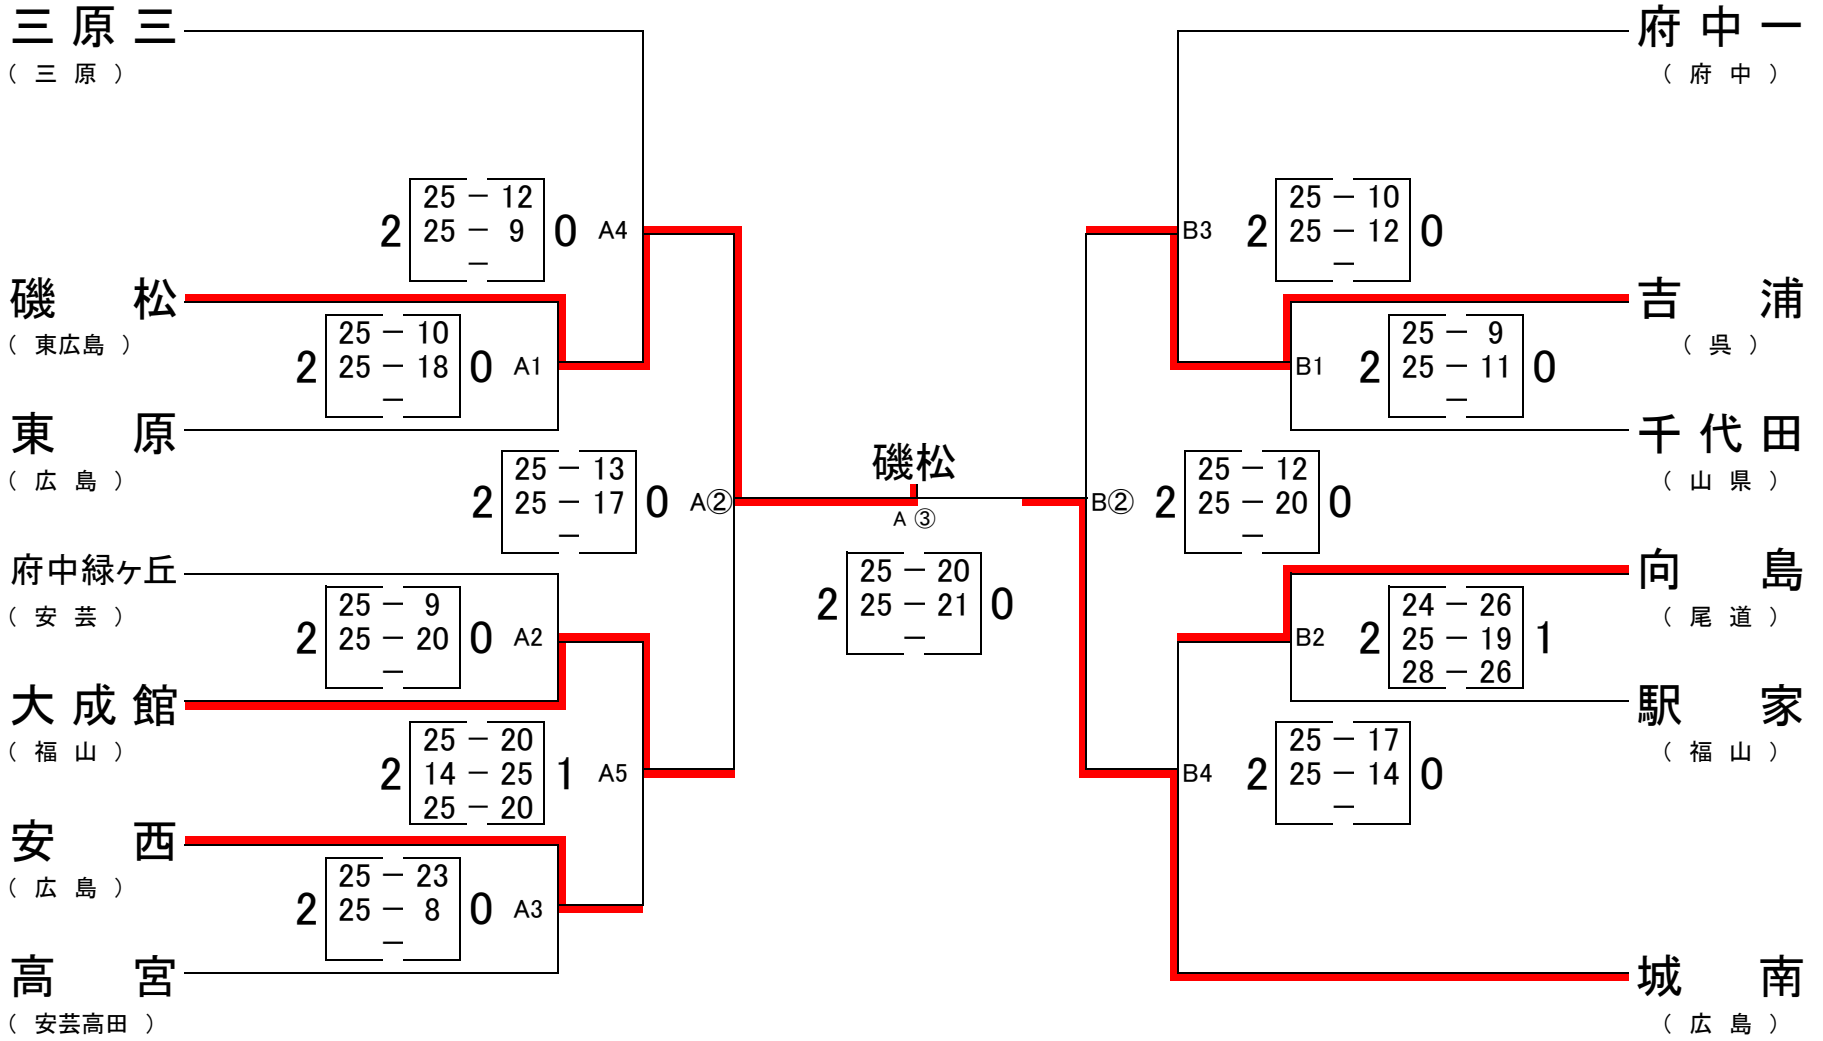 三原三
（三原）
磯松
（東広島）
東原
（広島）
府中緑ヶ丘
（安芸）
大成館
（福山）
安西
（広島）
高宮
（安芸高田）
2 25－12 0 A4
25－9
－
2 25－10 0 A1
25－18
－
2 25－13 0 A②
25－17
－
2 25－9 0 A2
25－20
－
2 25－20 1 A5
14－25
25－20
2 25－23 0 A3
25－8
－
磯松
A③
2 25－20 0
25－21
－
B3 2 25－10 0
25－12
－
B1 2 25－9 0
25－11
－
B② 2 25－12 0
25－20
－
B2 2 24－26 1
25－19
28－26
B4 2 25－17 0
25－14
－
府中一
（府中）
吉浦
（呉）
千代田
（山県）
向島
（尾道）
駅家
（福山）
城南
（広島）